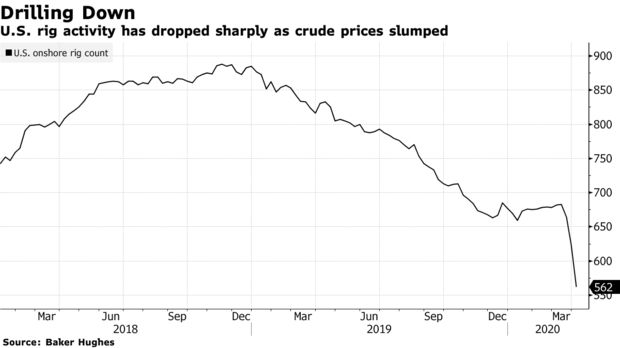 Drilling Down
U.S. rig activity has dropped sharply as crude prices slumped
U.S. onshore rig count
900
850
800
750
700
650
600
562
550
Mar Jun Sep Dec Mar Jun Sep Dec Mar
2018 2019 2020
Source: Baker Hughes